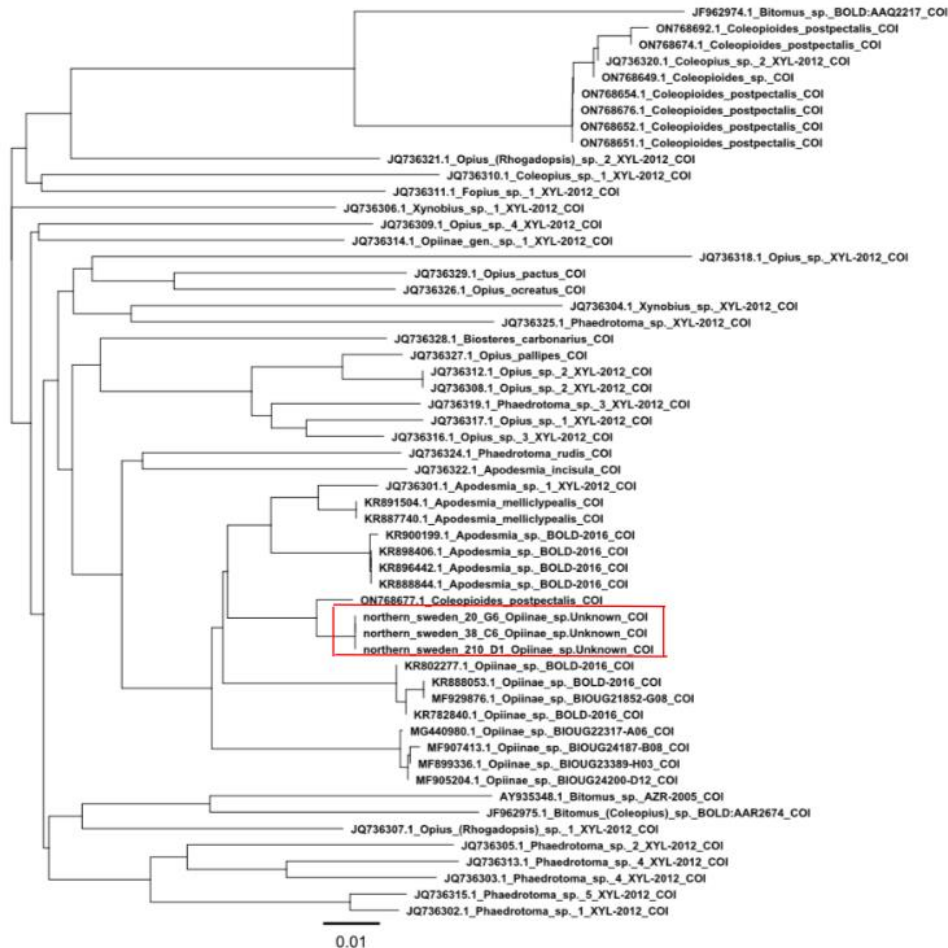 JF962974.1_Bitomus_sp._BOLD:AAQ2217_COI
ON768692.1_Coleopioides_postpectalis_COI
ON768674.1_Coleopioides_postpectalis_COI
JQ736320.1_Coleopius_sp._2_XYL-2012_COI
ON768649.1_Coleopioides_sp._COI
ON768654.1_Coleopioides_postpectalis_COI
ON768676.1_Coleopioides_postpectalis_COI
ON768652.1_Coleopioides_postpectalis_COI
ON768651.1_Coleopioides_postpectalis_COI
JQ736321.1_Opius_(Rhogadopsis)_sp._2_XYL-2012_COI
JQ736310.1_Coleopius_sp._1_XYL-2012_COI
JQ736311.1_Fopius_sp._1_XYL-2012_COI
JQ736306.1_Xynobius_sp._1_XYL-2012_COI
JQ736309.1_Opius_sp._4_XYL-2012_COI
JQ736314.1_Opiinae_gen._sp._1_XYL-2012_COI
JQ736318.1_Opius_sp._XYL-2012_COI
JQ736329.1_Opius_pactus_COI
JQ736326.1_Opius_ocreatus_COI
JQ736304.1_Xynobius_sp._XYL-2012_COI
JQ736325.1_Phaedrotoma_sp._XYL-2012_COI
JQ736328.1_Biosteres_carbonarius_COI
JQ736327.1_Opius_pallipes_COI
JQ736312.1_Opius_sp._2_XYL-2012_COI
JQ736308.1_Opius_sp._2_XYL-2012_COI
JQ736319.1_Phaedrotoma_sp._3_XYL-2012_COI
JQ736317.1_Opius_sp._1_XYL-2012_COI
JQ736316.1_Opius_sp._3_XYL-2012_COI
JQ736324.1_Phaedrotoma_rudis_COI
JQ736322.1_Apodesmia_incisula_COI
JQ736301.1_Apodesmia_sp._1_XYL-2012_COI
KR891504.1_Apodesmia_melliclypealis_COI
KR887740.1_Apodesmia_melliclypealis_COI
KR900199.1_Apodesmia_sp._BOLD-2016_COI
KR898406.1_Apodesmia_sp._BOLD-2016_COI
KR896442.1_Apodesmia_sp._BOLD-2016_COI
KR888844.1_Apodesmia_sp._BOLD-2016_COI
ON768677.1_Coleopioides_postpectalis_COI
northern_sweden_20_G6_Opiinae_sp.Unknown_COI
northern_sweden_38_C6_Opiinae_sp.Unknown_COI
northern_sweden_210_D1_Opiinae_sp.Unknown_COI
KR802277.1_Opiinae_sp._BOLD-2016_COI
KR888053.1_Opiinae_sp._BOLD-2016_COI
MF929876.1_Opiinae_sp._BIOUG21852-G08_COI
KR782840.1_Opiinae_sp._BOLD-2016_COI
MG440980.1_Opiinae_sp._BIOUG22317-A06_COI
MF907413.1_Opiinae_sp._BIOUG24187-B08_COI
MF899336.1_Opiinae_sp._BIOUG23389-H03_COI
MF905204.1_Opiinae_sp._BIOUG24200-D12_COI
AY935348.1_Bitomus_sp._AZR-2005_COI
JF962975.1_Bitomus_(Coleopius)_sp._BOLD:AAR2674_COI
JQ736307.1_Opius_(Rhogadopsis)_sp._1_XYL-2012_COI
JQ736305.1_Phaedrotoma_sp._2_XYL-2012_COI
JQ736313.1_Phaedrotoma_sp._4_XYL-2012_COI
JQ736303.1_Phaedrotoma_sp._4_XYL-2012_COI
JQ736315.1_Phaedrotoma_sp._5_XYL-2012_COI
JQ736302.1_Phaedrotoma_sp._1_XYL-2012_COI
0.01